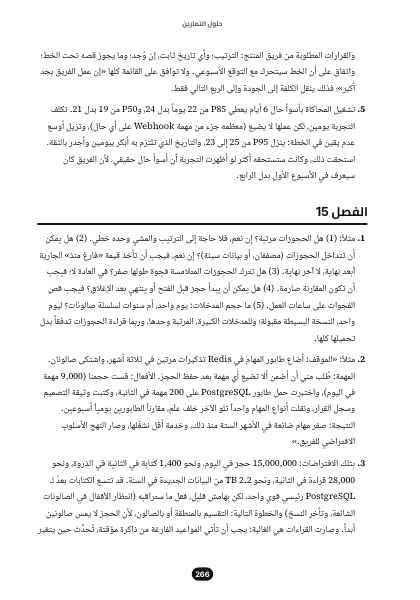 حلول التمارين
والقرارات المطلوبة من فريق المنتج: الترتيب؛ وأي تاريخ ثابت، إن وُجد؛ وما يجوز قصه تحت الخط؛
واتفاق على أن الخط سيتحرك مع التوقع الأسبوعي. ولا توافق على القائمة كلها «إن عمل الفريق بجد
أكبر»؛ فذلك ينقل الكلفة إلى الجودة وإلى الربع التالي فقط.
5. تشغيل المحاكاة بأسوأ حال 6 أيام يعطي P85 من 22 يوماً بدل 24، وP50 من 19 بدل 21. تكلف
التجربة يومين، لكن عملها لا يضيع (معظمه جزء من مهمة Webhook على أي حال)، وتزيل أوسع
عدم يقين في الخطة: ينزل P95 من 25 إلى 23، والتاريخ الذي تلتزم به أبكر بيومين وأجدر بالثقة.
استحقت ذلك، وكانت ستستحقه أكثر لو أظهرت التجربة أن أسوأ حال حقيقي، لأن الفريق كان
سيعرف في الأسبوع الأول بدل الرابع.
الفصل 15
1. مثلاً: (1) هل الحجوزات مرتبة؟ إن نعم، فلا حاجة إلى الترتيب والمشي وحده خطي. (2) هل يمكن
أن تتداخل الحجوزات (مصففان، أو بيانات سيئة)؟ إن نعم، فيجب أن تأخذ قيمة «فارغ منذ» الجارية
أبعد نهاية، لا آخر نهاية. (3) هل تترك الحجوزات المتلامسة فجوة طولها صفر؟ في العادة لا؛ فيجب
أن تكون المقارنة صارمة. (4) هل يمكن أن يبدأ حجز قبل الفتح أو ينتهي بعد الإغلاق؟ فيجب قص
الفجوات على ساعات العمل. (5) ما حجم المدخلات: يوم واحد، أم سنوات لسلسلة صالونات؟ ليوم
واحد، النسخة البسيطة مقبولة؛ وللمدخلات الكبيرة، المرتبة وحدها، وربما قراءة الحجوزات تدفقاً بدل
تحميلها كلها.
2. مثلاً: «الموقف: أضاع طابور المهام في Redis تذكيرات مرتين في ثلاثة أشهر، واشتكى صالونان.
المهمة: طُلب مني أن أضمن ألا تضيع أي مهمة بعد حفظ الحجز. الأفعال: قست حجمنا (9,000 مهمة
في اليوم)، واختبرت حمل طابور PostgreSQL على 200 مهمة في الثانية، وكتبت وثيقة التصميم
وسجل القرار، ونقلت أنواع المهام واحداً تلو الآخر خلف علَم، مقارناً الطابورين يومياً أسبوعين.
النتيجة: صفر مهام ضائعة في الأشهر الستة منذ ذلك، وخدمة أقل نشغّلها، وصار النهج الأسلوب
الافتراضي للفريق.»
3. بتلك الافتراضات: 15,000,000 حجز في اليوم، ونحو 1,400 كتابة في الثانية في الذروة، ونحو
28,000 قراءة في الثانية، ونحو 2.2 TB من البيانات الجديدة في السنة. قد تتسع الكتابات بعدُ لـ
PostgreSQL رئيسي قوي واحد، لكن بهامش قليل، فقل ما ستراقبه (انتظار الأقفال في الصالونات
الشائعة، وتأخر النسخ) والخطوة التالية: التقسيم بالمنطقة أو بالصالون، لأن الحجز لا يمس صالونين
أبداً. وصارت القراءات هي الغالبة: يجب أن تأتي المواعيد الفارغة من ذاكرة مؤقتة، تُحدَّث حين يتغير
266